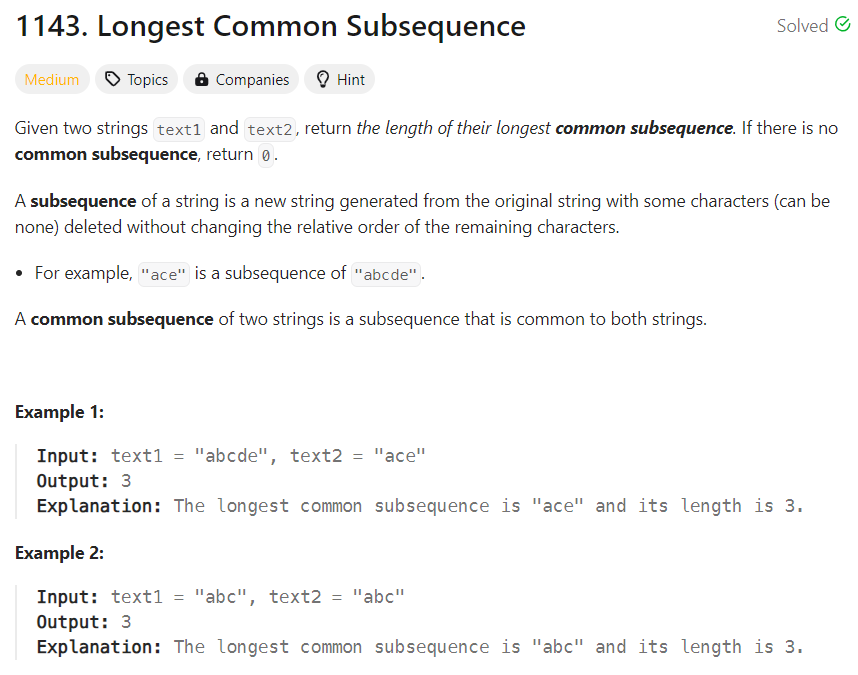 1143. Longest Common Subsequence
Solved
Medium Topics Companies Hint
Given two strings text1 and text2, return the length of their longest common subsequence. If there is no
common subsequence, return 0.
A subsequence of a string is a new string generated from the original string with some characters (can be
none) deleted without changing the relative order of the remaining characters.
• For example, "ace" is a subsequence of "abcde".
A common subsequence of two strings is a subsequence that is common to both strings.
Example 1:
Input: text1 = "abcde", text2 = "ace"
Output: 3
Explanation: The longest common subsequence is "ace" and its length is 3.
Example 2:
Input: text1 = "abc", text2 = "abc"
Output: 3
Explanation: The longest common subsequence is "abc" and its length is 3.